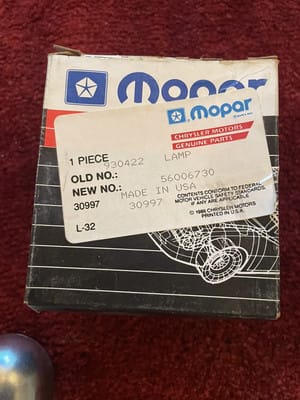 Mopar
Mopar
CHRYSLER MOTORS
GENUINE PARTS
1 PIECE 930422 LAMP
OLD NO.: 56006730
NEW NO.: MADE IN USA
30997 30997
CONTENTS CONFORM TO FEDERAL
MOTOR VEHICLE SAFETY STANDARDS,
IF ANY ARE APPLICABLE
L-32
© 1988 CHRYSLER MOTORS
PRINTED IN U.S.A.